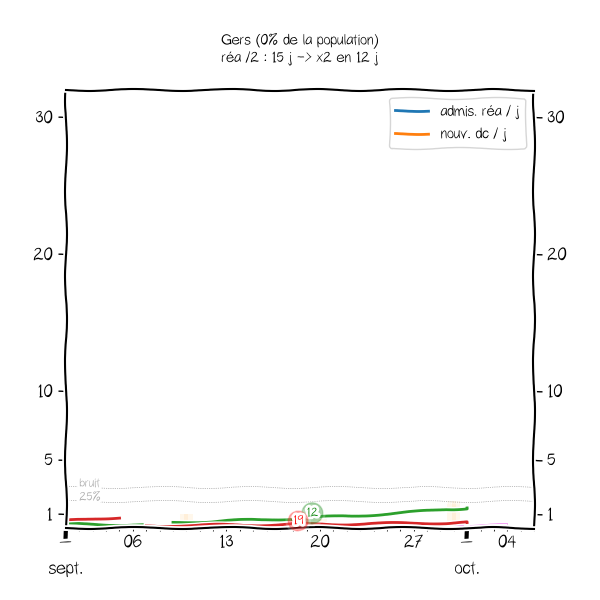 Gers (0% de la population)
réa /2 : 15 j -> x2 en 12 j
admis. réa / j
nouv. dc / j
30
30
20
20
10
10
5
5
bruit
25%
1
1
19
12
06
13
20
27
04
sept.
oct.